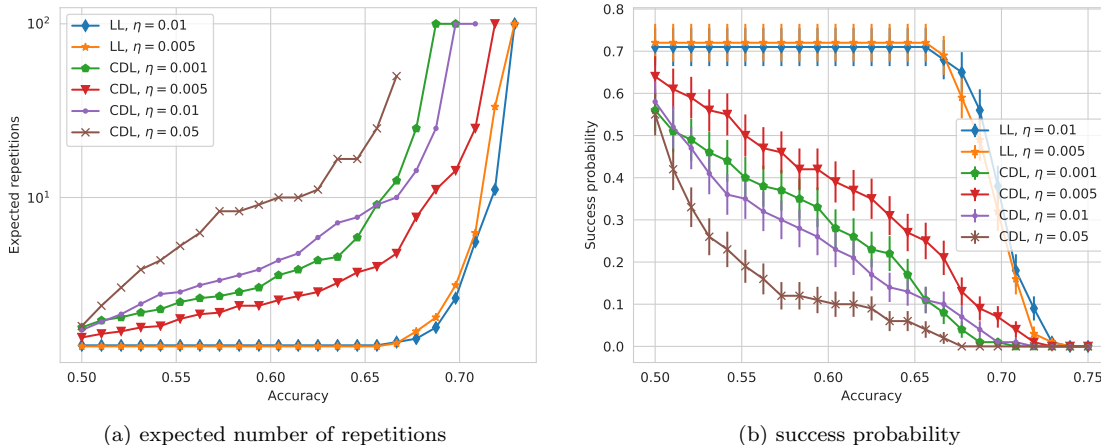 10²
10¹
Expected repetitions
LL, η = 0.01
LL, η = 0.005
CDL, η = 0.001
CDL, η = 0.005
CDL, η = 0.01
CDL, η = 0.05
0.50 0.55 0.60 0.65 0.70
Accuracy
(a) expected number of repetitions
0.8
0.7
0.6
0.5
0.4
0.3
0.2
0.1
0.0
Success probability
LL, η = 0.01
LL, η = 0.005
CDL, η = 0.001
CDL, η = 0.005
CDL, η = 0.01
CDL, η = 0.05
0.50 0.55 0.60 0.65 0.70 0.75
Accuracy
(b) success probability